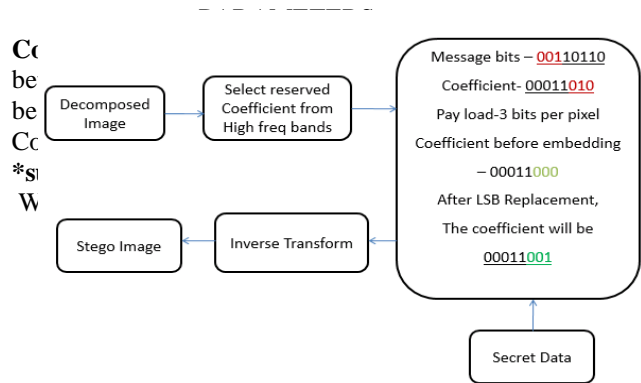 Decomposed
Image
Select reserved
Coefficient from
High freq bands
Message bits – 00110110
Coefficient- 00011010
Pay load-3 bits per pixel
Coefficient before embedding
– 00011000
After LSB Replacement,
The coefficient will be
00011001
Stego Image
Inverse Transform
Secret Data